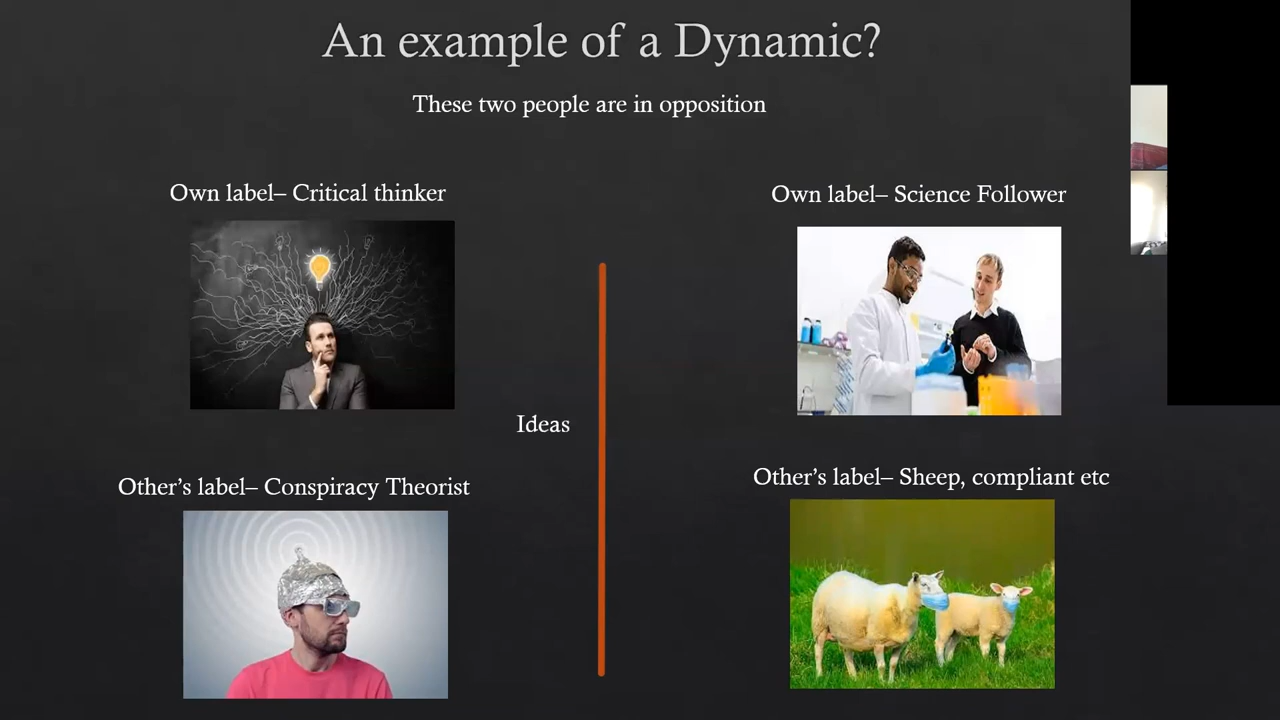 An example of a Dynamic?
These two people are in opposition
Own label– Critical thinker
Own label– Science Follower
Ideas
Other’s label– Conspiracy Theorist
Other’s label– Sheep, compliant etc